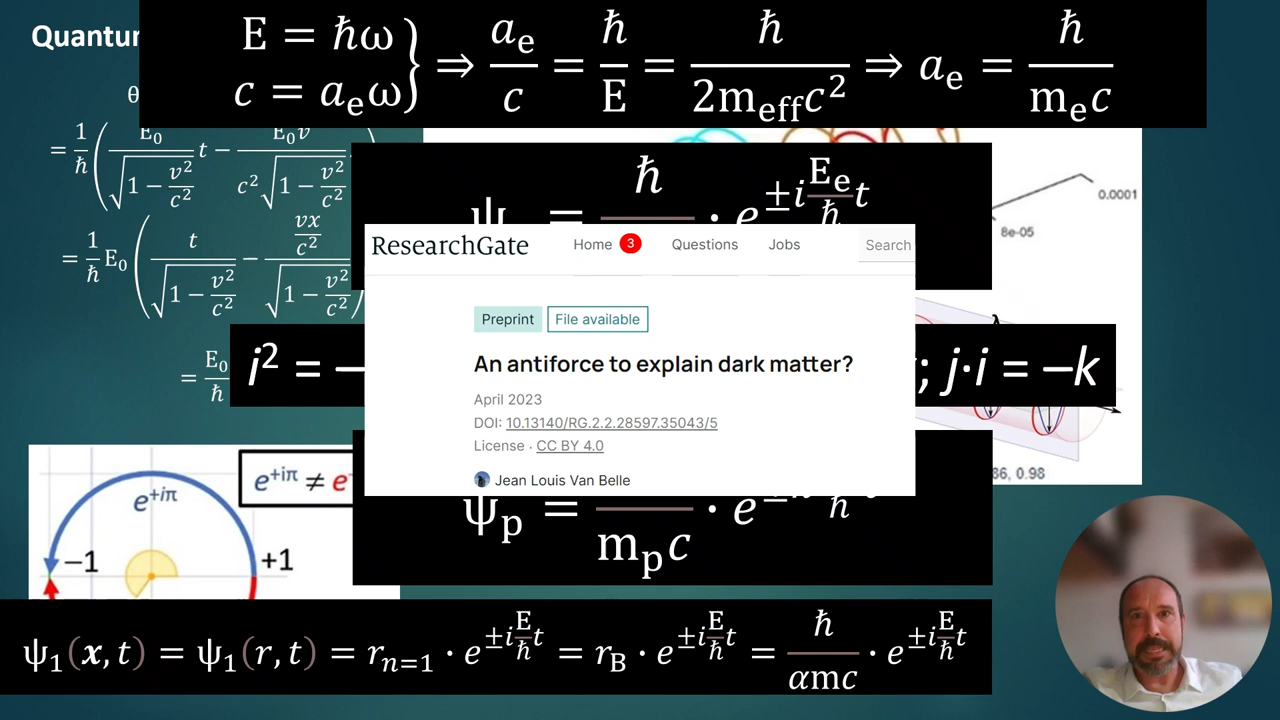 Quantu
E = ℏω
c = aₑω} ⇒ aₑ/c = ℏ/E = ℏ/(2m_eff c²) ⇒ aₑ = ℏ/(mₑc)
θ
= 1/ℏ (E₀/√(1 − v²/c²) t − E₀v/(c²√(1 − v²/c²))
= 1/ℏ E₀ (t/√(1 − v²/c²) − (vx/c²)/√(1 − v²/c²))
= E₀/ℏ
ψ = ℏ/ · e^(±i(Eₑ/ℏ)t)
0.0001
8e-05
ResearchGate Home 3 Questions Jobs Search
Preprint File available
An antiforce to explain dark matter?
April 2023
DOI: 10.13140/RG.2.2.28597.35043/5
License · CC BY 4.0
Jean Louis Van Belle
i² = − ; j·i = −k
86, 0.98
e^(+iπ) ≠ e
e^(+iπ)
−1 +1
ψₚ = /(mₚc) · e ℏ
ψ₁(x, t) = ψ₁(r, t) = rₙ₌₁ · e^(±i(E/ℏ)t) = r_B · e^(±i(E/ℏ)t) = ℏ/(αmc) · e^(±i(E/ℏ)t)